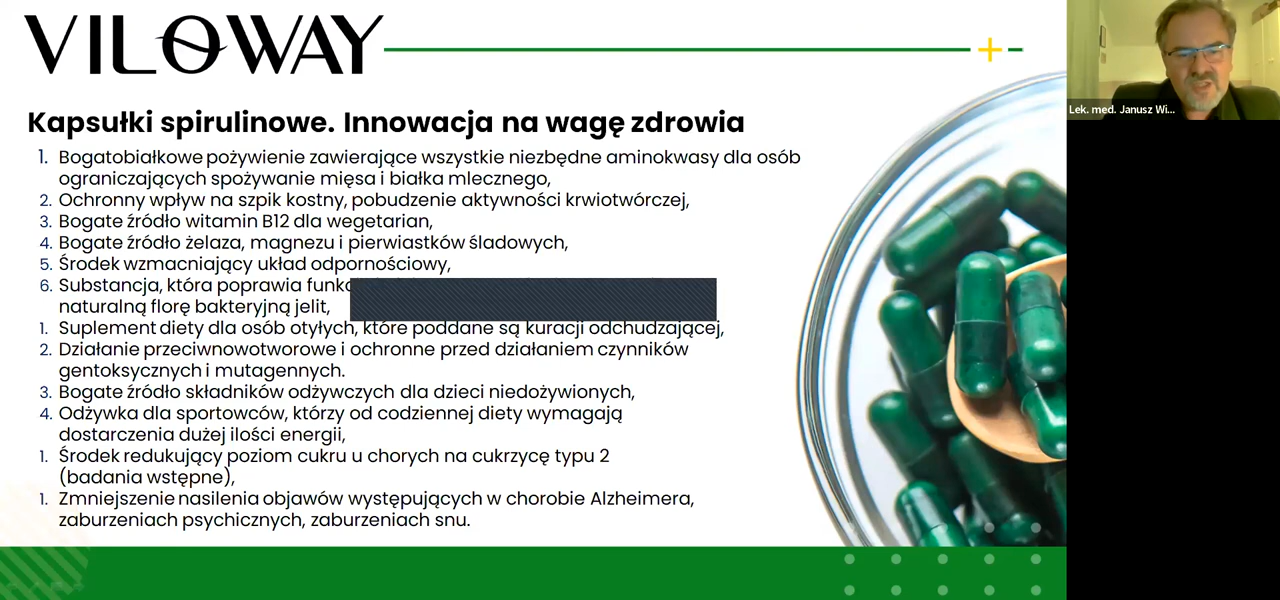 VILOWAY
Lek. med. Janusz Wi...
Kapsułki spirulinowe. Innowacja na wagę zdrowia
1. Bogatobiałkowe pożywienie zawierające wszystkie niezbędne aminokwasy dla osób
ograniczających spożywanie mięsa i białka mlecznego,
2. Ochronny wpływ na szpik kostny, pobudzenie aktywności krwiotwórczej,
3. Bogate źródło witamin B12 dla wegetarian,
4. Bogate źródło żelaza, magnezu i pierwiastków śladowych,
5. Środek wzmacniający układ odpornościowy,
6. Substancja, która poprawia
naturalną florę bakteryjną jelit,
1. Suplement diety dla osób otyłych, które poddane są kuracji odchudzającej,
2. Działanie przeciwnowotworowe i ochronne przed działaniem czynników
gentoksycznych i mutagennych.
3. Bogate źródło składników odżywczych dla dzieci niedożywionych,
4. Odżywka dla sportowców, którzy od codziennej diety wymagają
dostarczenia dużej ilości energii,
1. Środek redukujący poziom cukru u chorych na cukrzycę typu 2
(badania wstępne),
1. Zmniejszenie nasilenia objawów występujących w chorobie Alzheimera,
zaburzeniach psychicznych, zaburzeniach snu.